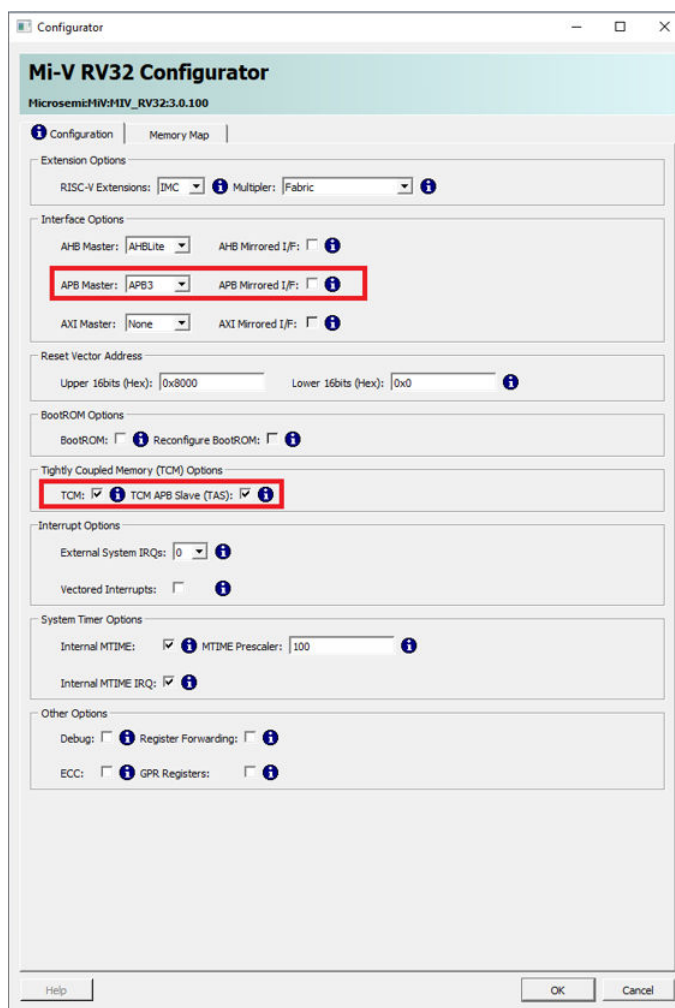 Configurator
Mi-V RV32 Configurator
Microsemi:MiV:MIV_RV32:3.0.100
Configuration Memory Map
Extension Options
RISC-V Extensions: IMC Multipler: Fabric
Interface Options
AHB Master: AHBLite AHB Mirrored I/F:
APB Master: APB3 APB Mirrored I/F:
AXI Master: None AXI Mirrored I/F:
Reset Vector Address
Upper 16bits (Hex): 0x8000 Lower 16bits (Hex): 0x0
BootROM Options
BootROM: Reconfigure BootROM:
Tightly Coupled Memory (TCM) Options
TCM: TCM APB Slave (TAS):
Interrupt Options
External System IRQs: 0
Vectored Interrupts:
System Timer Options
Internal MTIME: MTIME Prescaler: 100
Internal MTIME IRQ:
Other Options
Debug: Register Forwarding:
ECC: GPR Registers:
Help OK Cancel